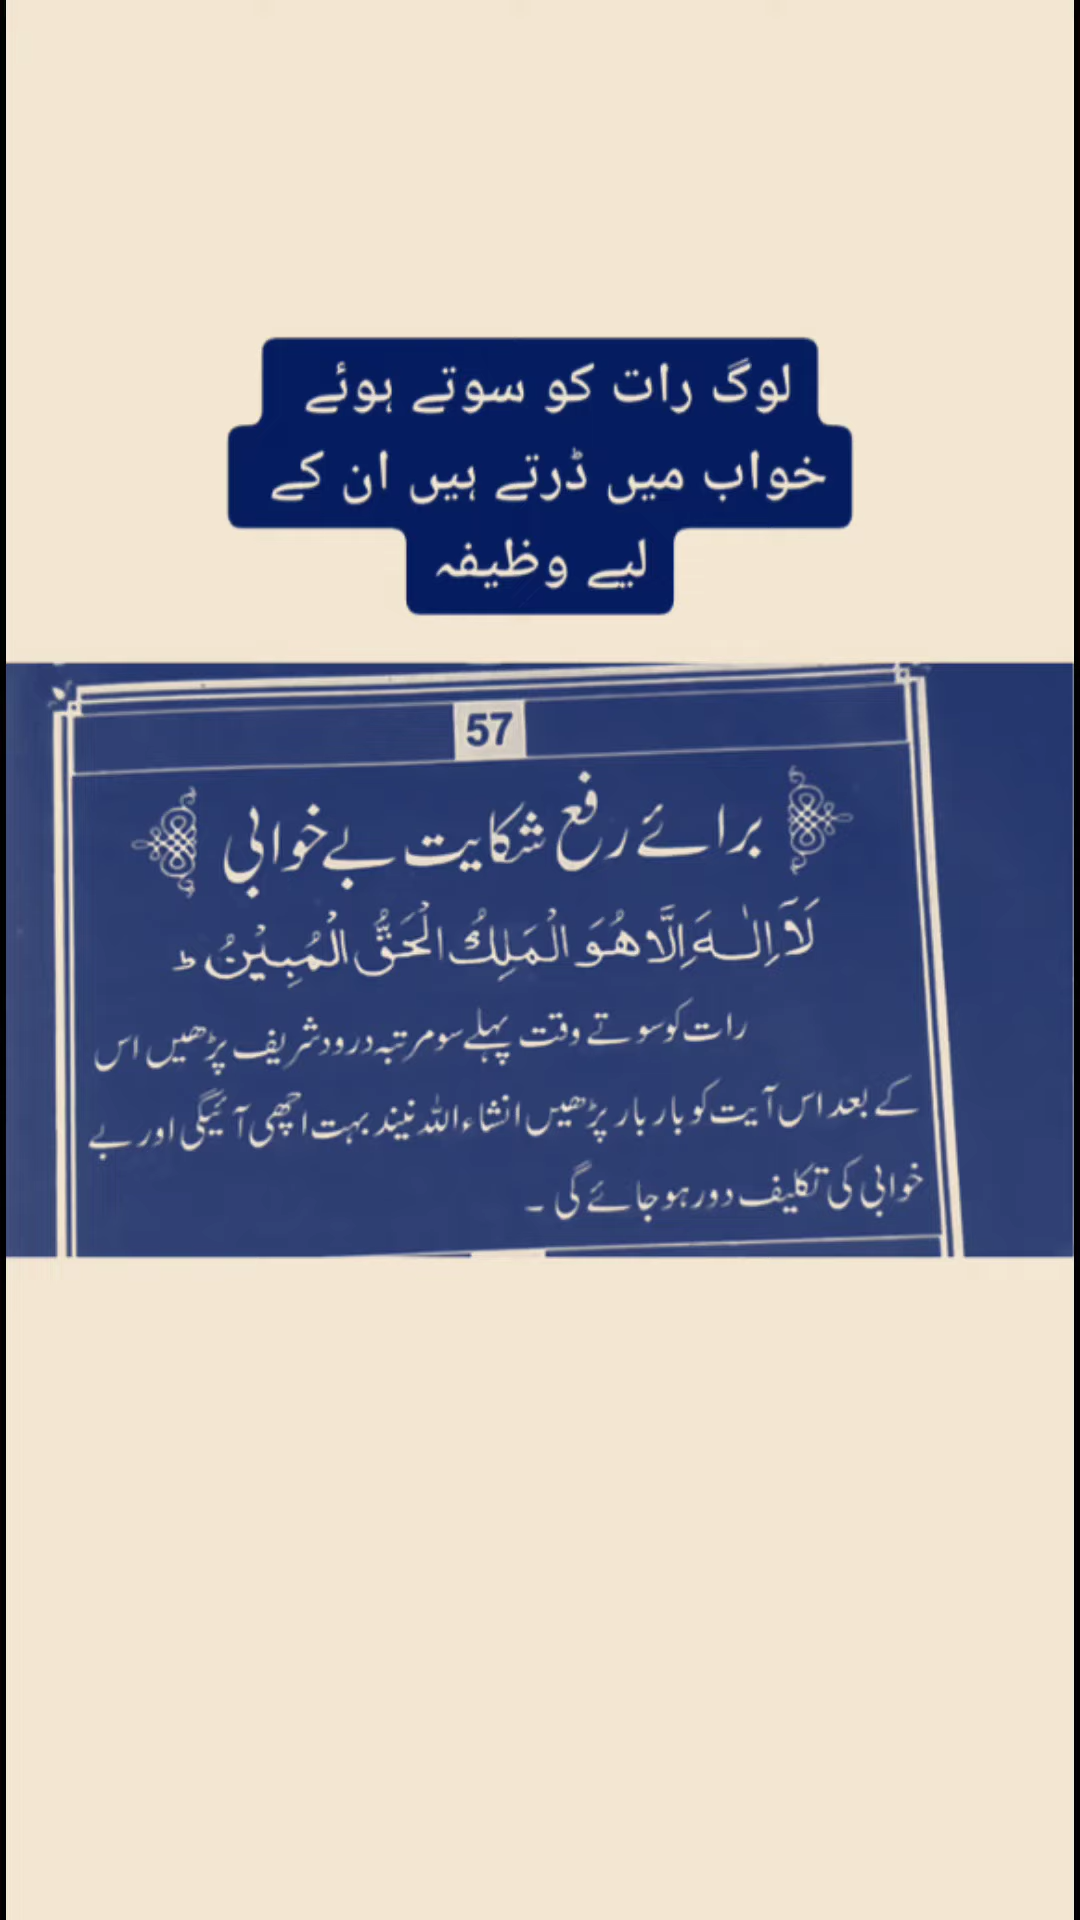 لوگ رات کو سوتے ہوئے
خواب میں ڈرتے ہیں ان کے
لیے وظیفہ
57
برائے رفع شکایت بے خوابی
لَآ اِلٰـہَ اِلَّا ھُوَ الْمَلِکُ الْحَقُّ الْمُبِیْنُ ط
رات کو سوتے وقت پہلے سو مرتبہ درود شریف پڑھیں اس
کے بعد اس آیت کو بار بار پڑھیں انشاء اللہ نیند بہت اچھی آئیگی اور بے
خوابی کی تکلیف دور ہو جائے گی ۔